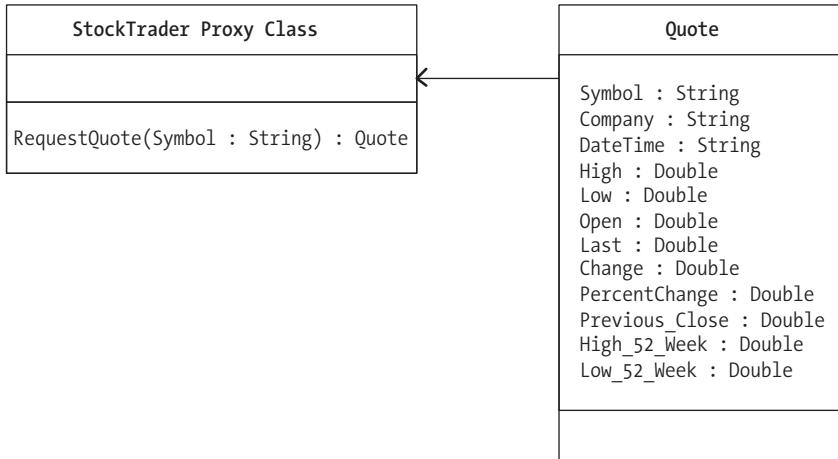 StockTrader Proxy Class
RequestQuote(Symbol : String) : Quote
Quote
Symbol : String
Company : String
DateTime : String
High : Double
Low : Double
Open : Double
Last : Double
Change : Double
PercentChange : Double
Previous_Close : Double
High_52_Week : Double
Low_52_Week : Double